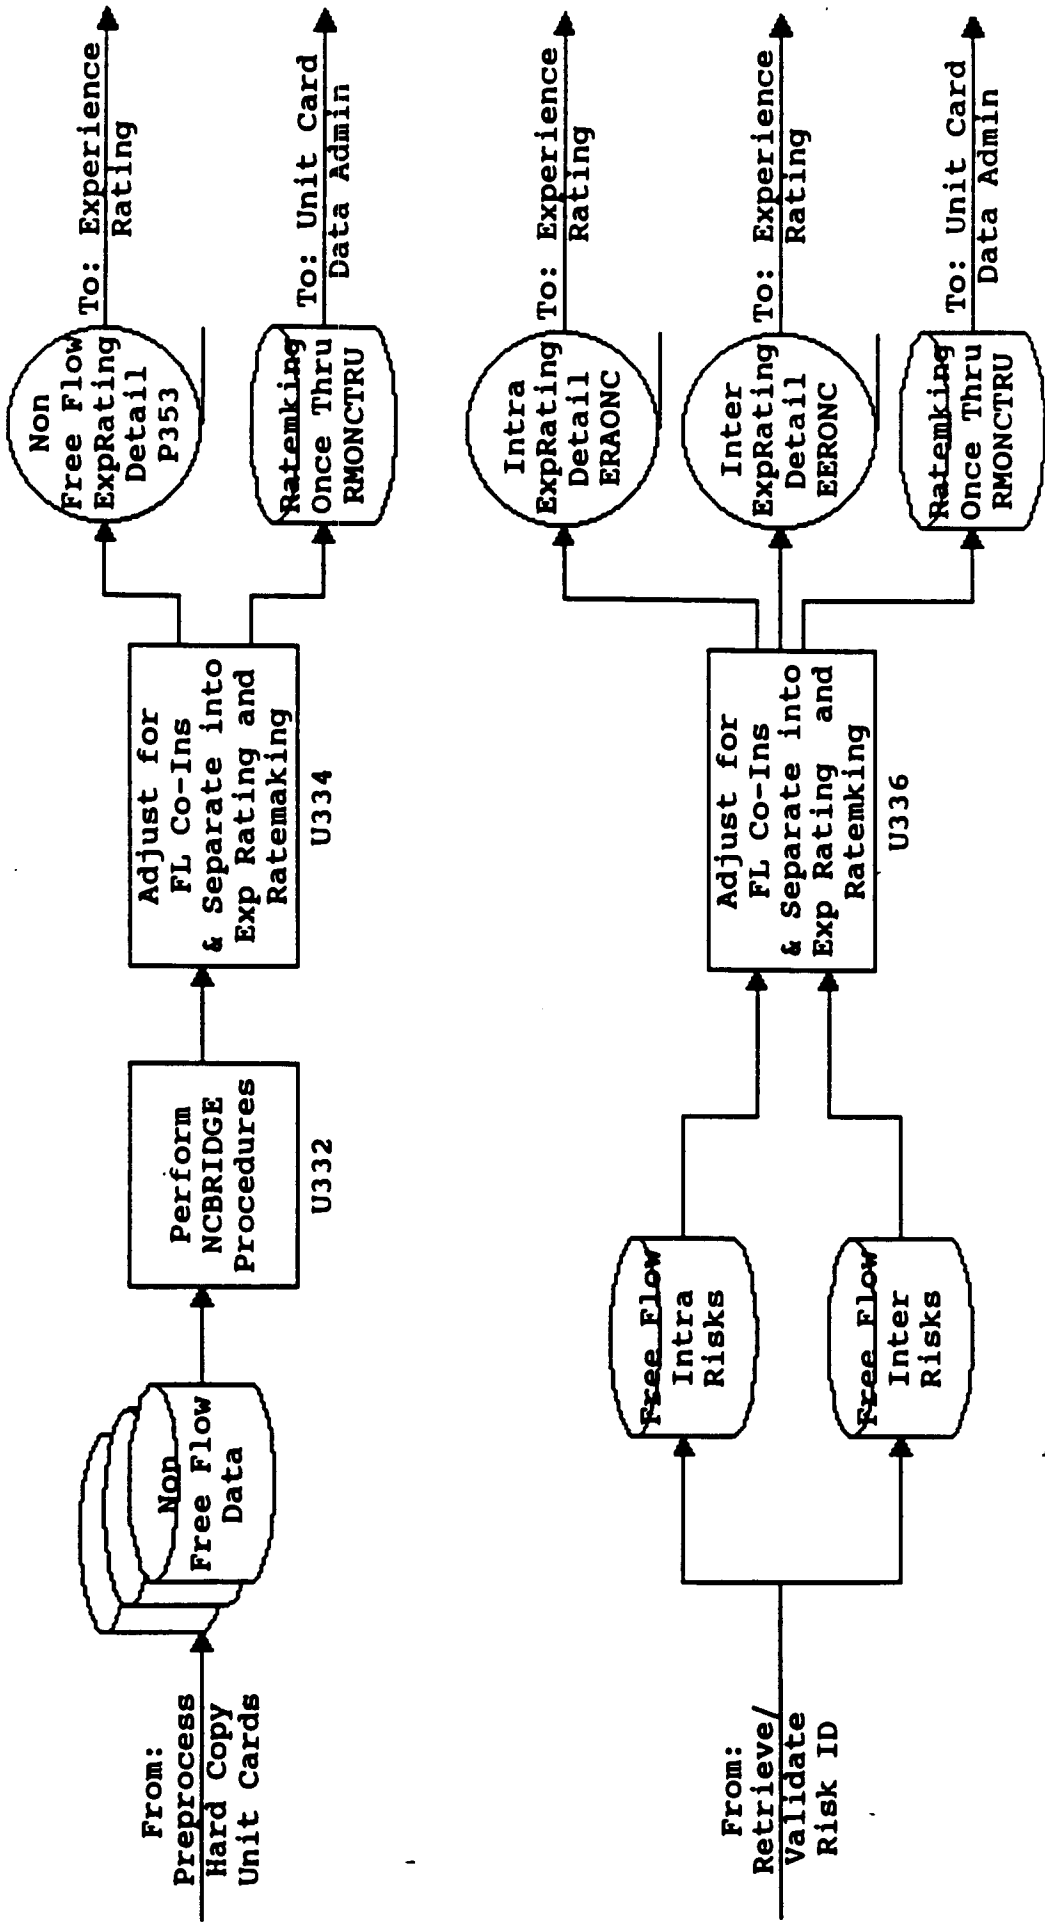 From:
Preprocess
Hard Copy
Unit Cards
Non
Free Flow
Data
Perform
NCBRIDGE
Procedures
U332
Adjust for
FL Co-Ins
& Separate into
Exp Rating and
Ratemaking
U334
Non
Free Flow
ExpRating
Detail
P353
To: Experience
Rating
Ratemking
Once Thru
RMONCTRU
To: Unit Card
Data Admin
From:
Retrieve/
Validate
Risk ID
Free Flow
Intra
Risks
Free Flow
Inter
Risks
Adjust for
FL Co-Ins
& Separate into
Exp Rating and
Ratemking
U336
Intra
ExpRating
Detail
ERAONC
To: Experience
Rating
Inter
ExpRating
Detail
EERONC
To: Experience
Rating
Ratemking
Once Thru
RMONCTRU
To: Unit Card
Data Admin